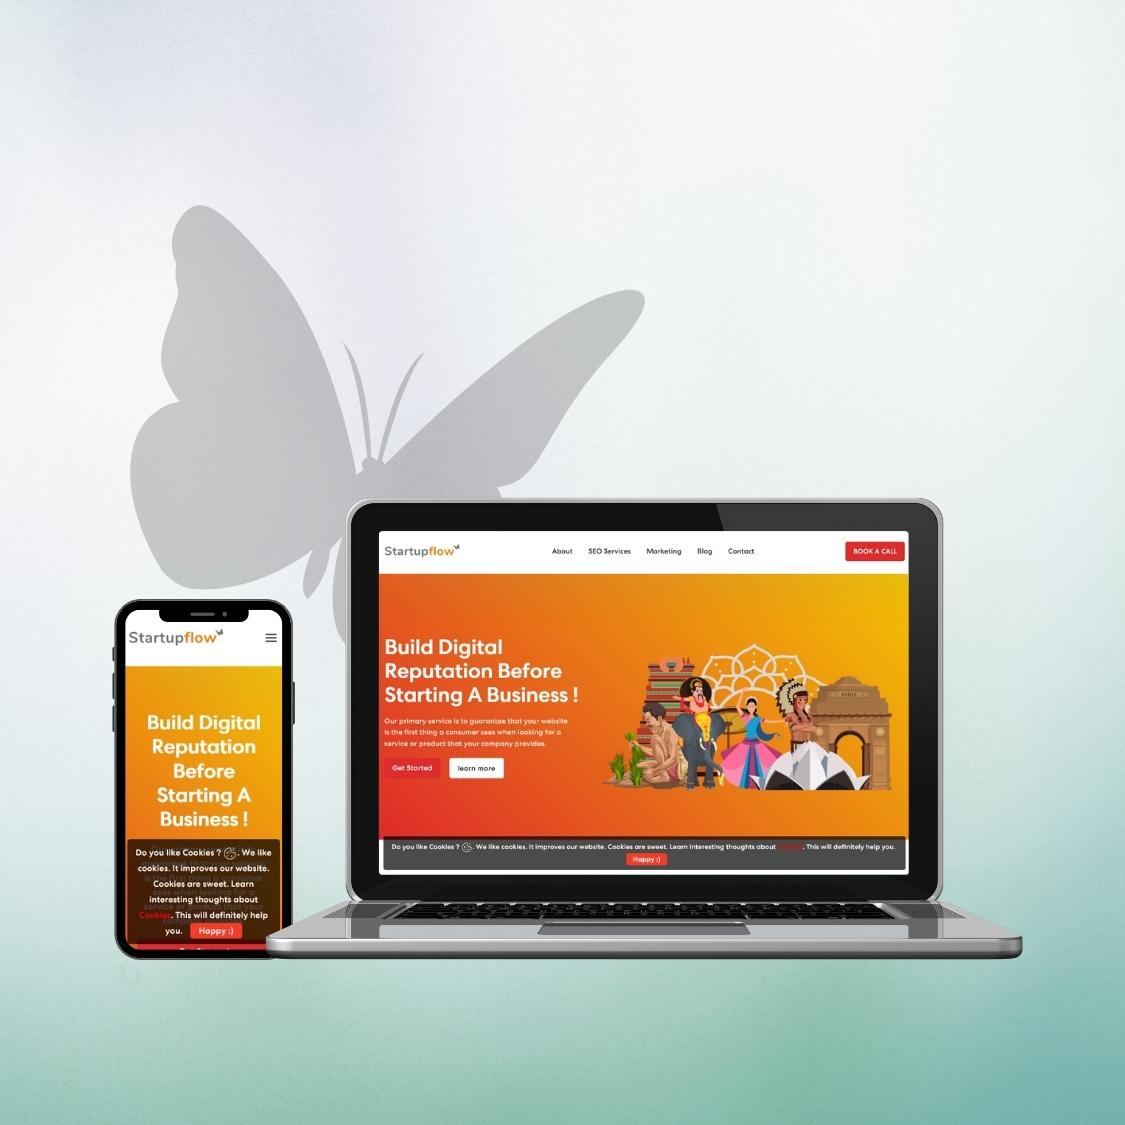 Startupflow
About SEO Services Marketing Blog Contact
BOOK A CALL
Build Digital
Reputation Before
Starting A Business !
Our primary service is to guarantee that your website
is the first thing a consumer sees when looking for a
service or product that your company provides.
Get Started learn more
INDIA
Do you like Cookies ? . We like cookies. It improves our website. Cookies are sweet. Learn interesting thoughts about Cookies. This will definitely help you.
Happy :)
Startupflow
Build Digital
Reputation
Before
Starting A
Business !
Do you like Cookies ? . We like
cookies. It improves our website.
Cookies are sweet. Learn
interesting thoughts about
Cookies. This will definitely help
you. Happy :)